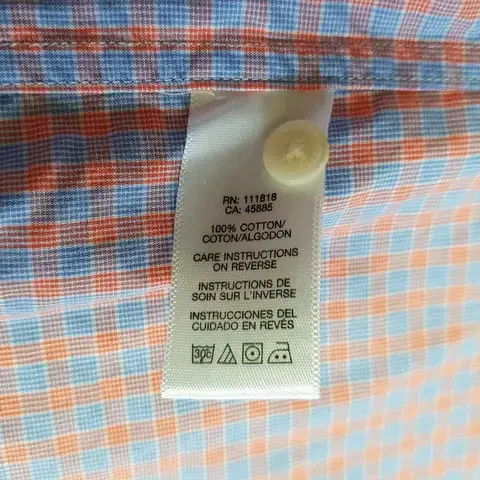 RN: 111818
CA: 45885
100% COTTON/
COTON/ALGODON
CARE INSTRUCTIONS
ON REVERSE
INSTRUCTIONS DE
SOIN SUR L'INVERSE
INSTRUCCIONES DEL
CUIDADO EN REVÉS
30C